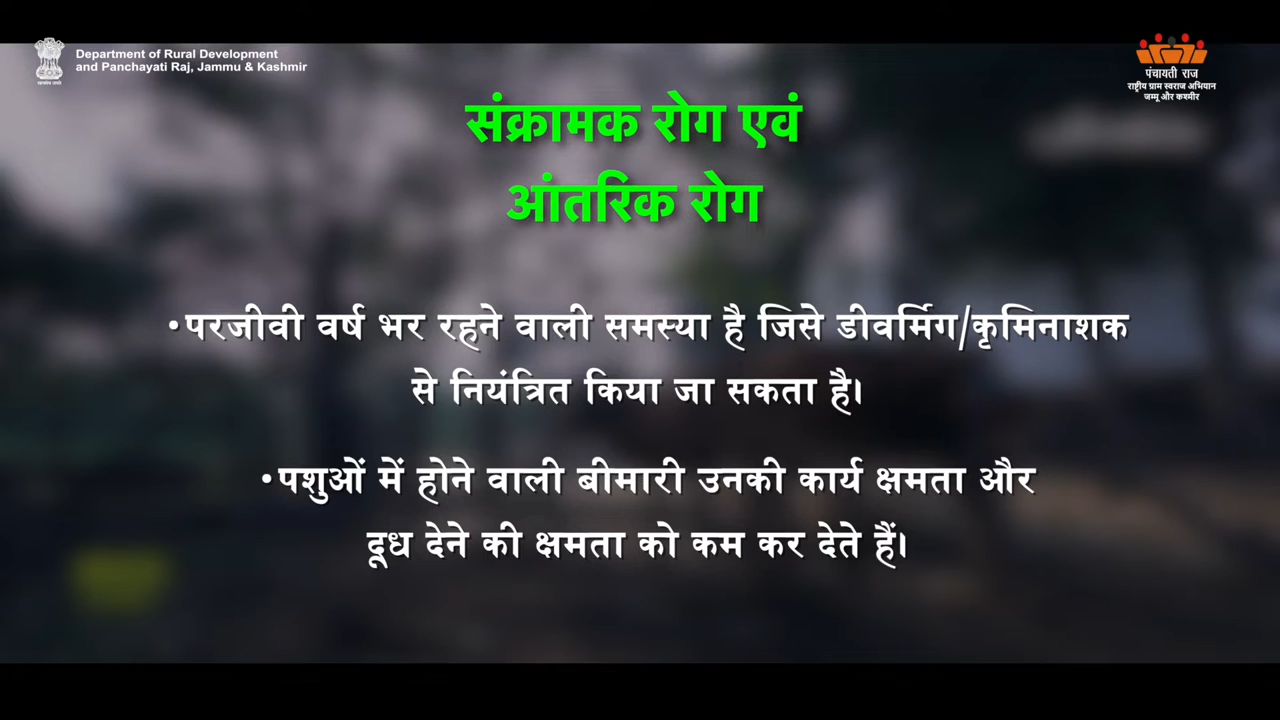 Department of Rural Development
and Panchayati Raj, Jammu & Kashmir
पंचायती राज
राष्ट्रीय ग्राम स्वराज अभियान
जम्मू और कश्मीर
संक्रामक रोग एवं
आंतरिक रोग
•परजीवी वर्ष भर रहने वाली समस्या है जिसे डीवर्मिग/कृमिनाशक
से नियंत्रित किया जा सकता है।
•पशुओं में होने वाली बीमारी उनकी कार्य क्षमता और
दूध देने की क्षमता को कम कर देते हैं।